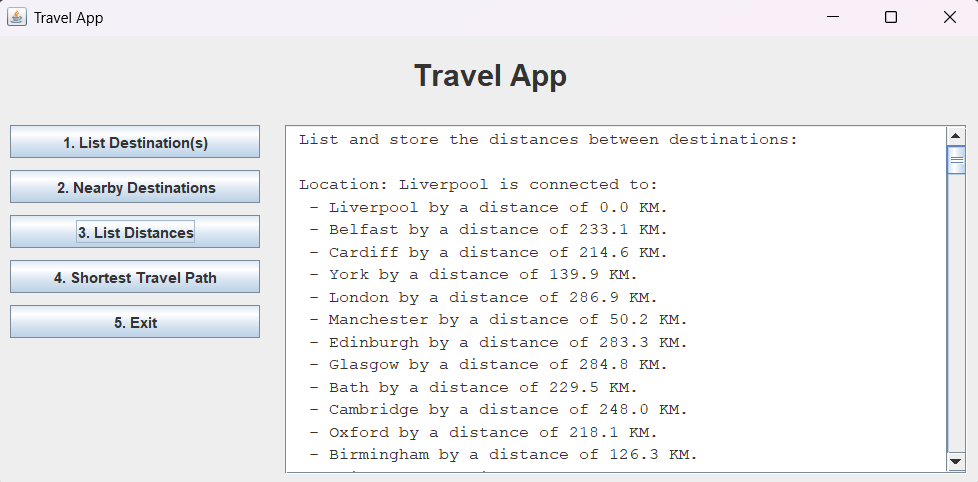 Travel App
Travel App
1. List Destination(s)
2. Nearby Destinations
3. List Distances
4. Shortest Travel Path
5. Exit
List and store the distances between destinations:
Location: Liverpool is connected to:
- Liverpool by a distance of 0.0 KM.
- Belfast by a distance of 233.1 KM.
- Cardiff by a distance of 214.6 KM.
- York by a distance of 139.9 KM.
- London by a distance of 286.9 KM.
- Manchester by a distance of 50.2 KM.
- Edinburgh by a distance of 283.3 KM.
- Glasgow by a distance of 284.8 KM.
- Bath by a distance of 229.5 KM.
- Cambridge by a distance of 248.0 KM.
- Oxford by a distance of 218.1 KM.
- Birmingham by a distance of 126.3 KM.